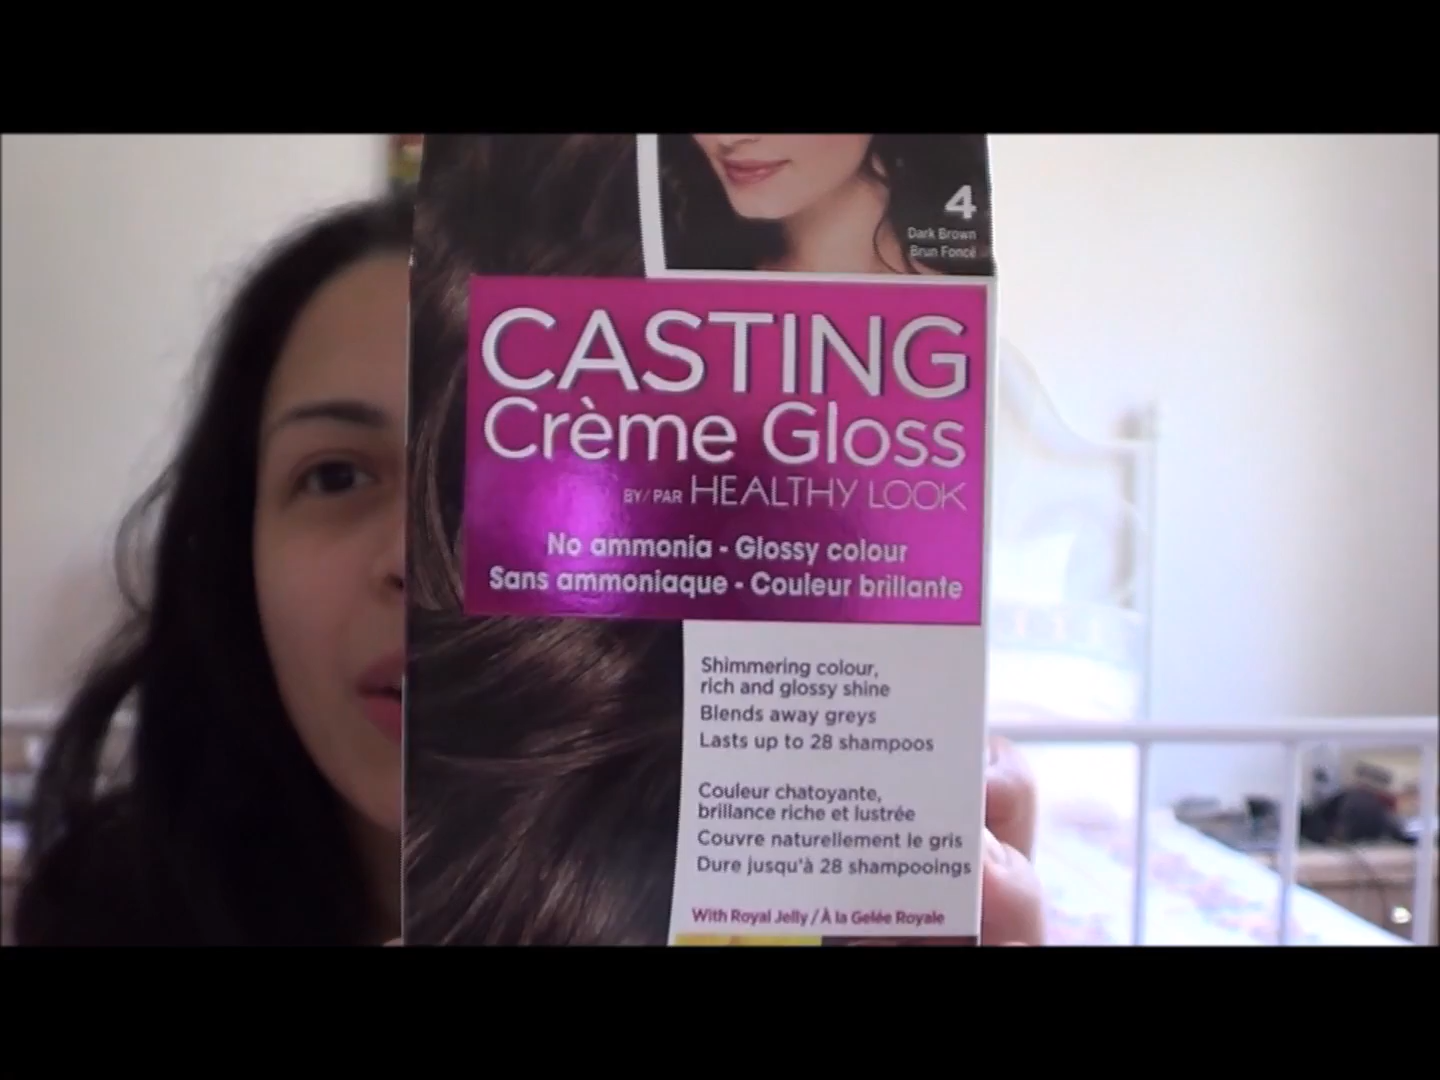 4
Dark Brown
Brun Foncé
CASTING
Crème Gloss
BY/PAR HEALTHY LOOK
No ammonia - Glossy colour
Sans ammoniaque - Couleur brillante
Shimmering colour,
rich and glossy shine
Blends away greys
Lasts up to 28 shampoos
Couleur chatoyante,
brillance riche et lustrée
Couvre naturellement le gris
Dure jusqu'à 28 shampooings
With Royal Jelly / À la Gelée Royale